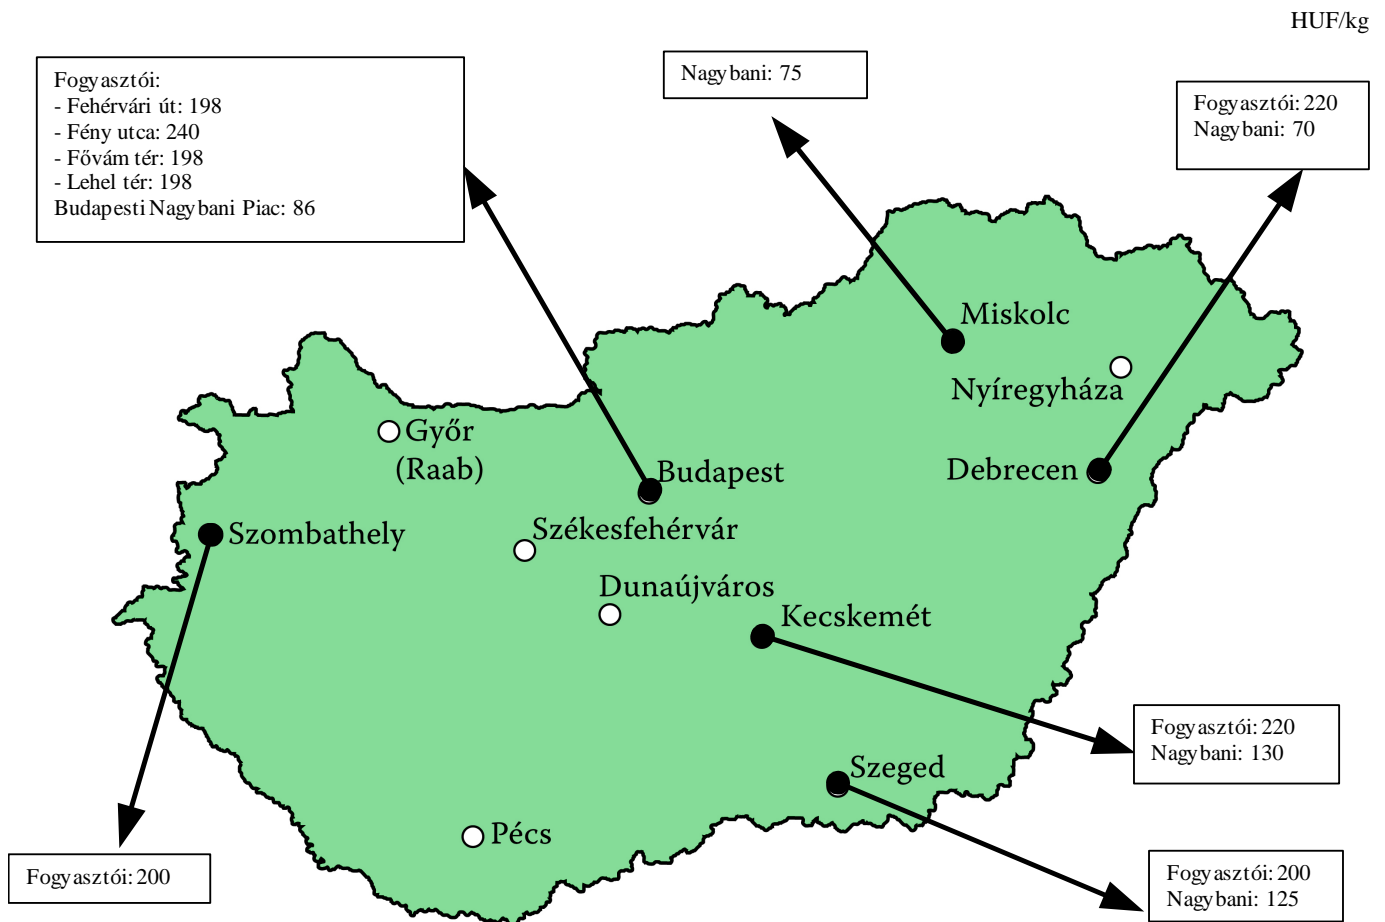 HUF/kg
Fogyasztói:
- Fehérvári út: 198
- Fény utca: 240
- Fővám tér: 198
- Lehel tér: 198
Budapesti Nagybani Piac: 86
Nagybani: 75
Fogyasztói: 220
Nagybani: 70
Miskolc
Nyíregyháza
Győr
(Raab)
Budapest
Debrecen
Szombathely
Székesfehérvár
Dunaújváros
Kecskemét
Fogyasztói: 220
Nagybani: 130
Szeged
Pécs
Fogyasztói: 200
Fogyasztói: 200
Nagybani: 125